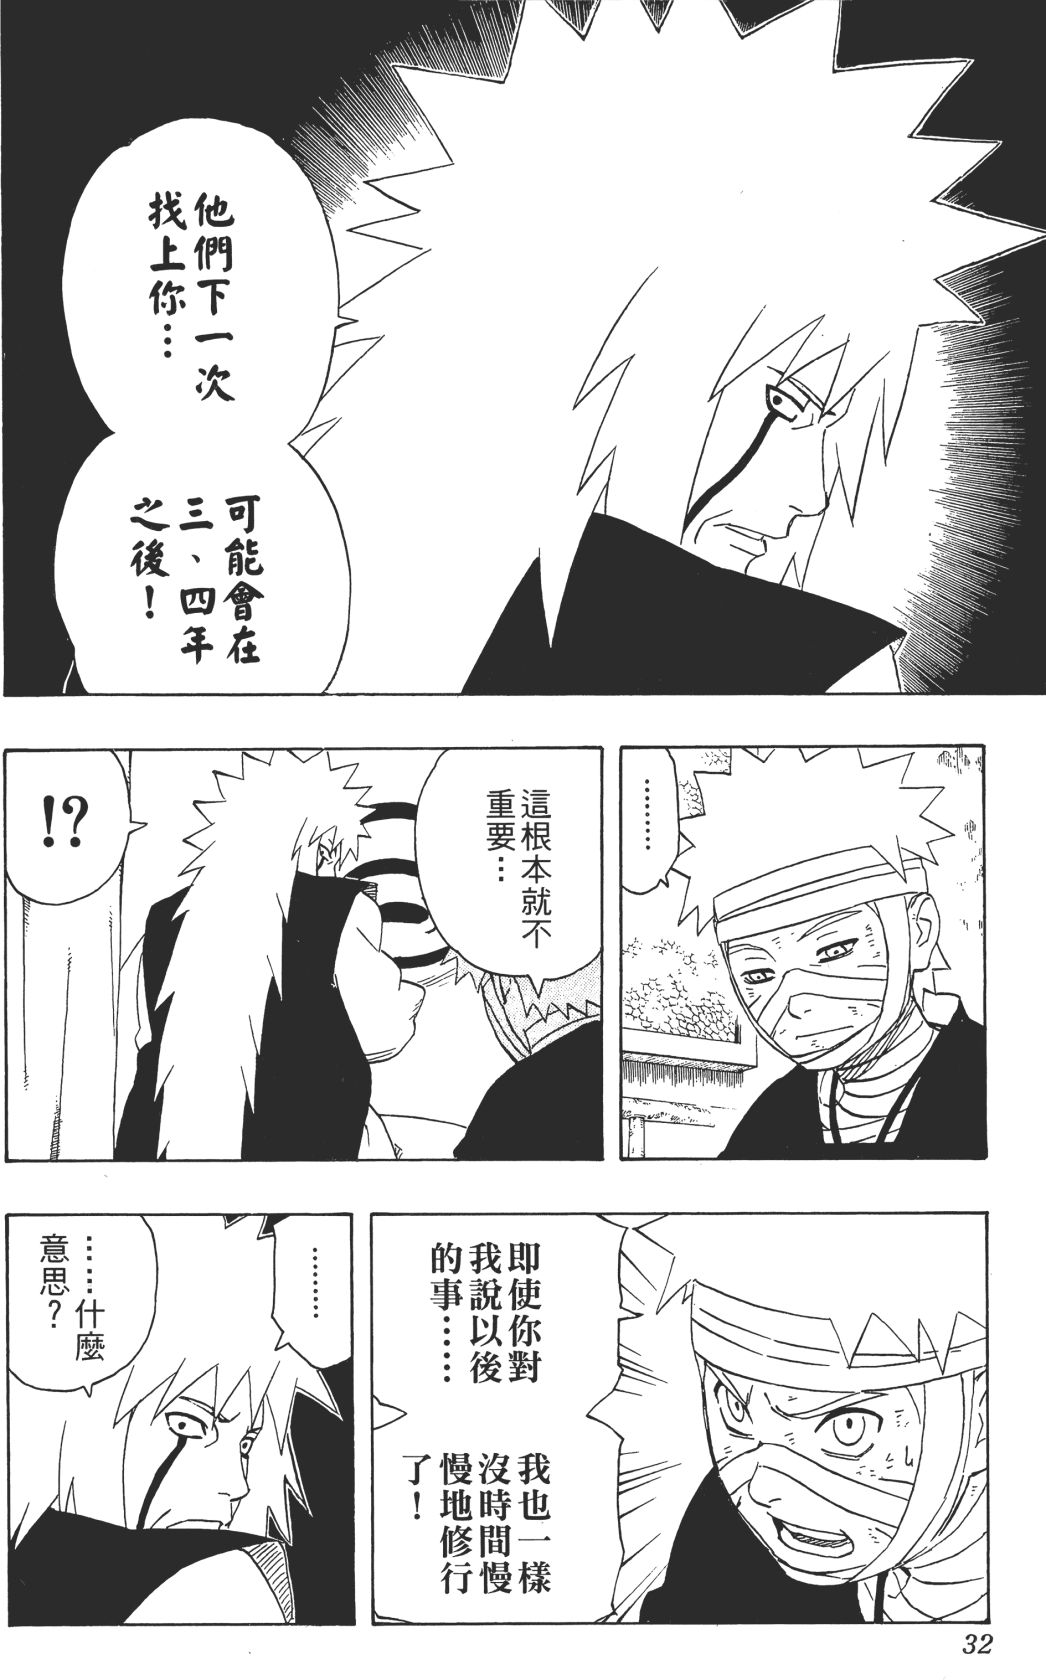 他們下一次
找上你…
可能會在
三、四年
之後！
………
這根本就不
重要…
!?
即使你對
我說以後
的事……
我也一樣
沒時間慢
慢地修行
了！
………
……什麼
意思？
32